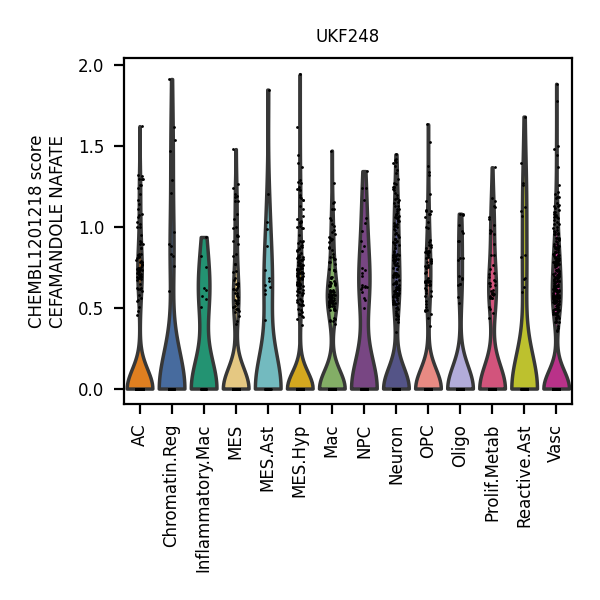 UKF248
CHEMBL1201218 score
CEFAMANDOLE NAFATE
2.0
1.5
1.0
0.5
0.0
AC
Chromatin.Reg
Inflammatory.Mac
MES
MES.Ast
MES.Hyp
Mac
NPC
Neuron
OPC
Oligo
Prolif.Metab
Reactive.Ast
Vasc